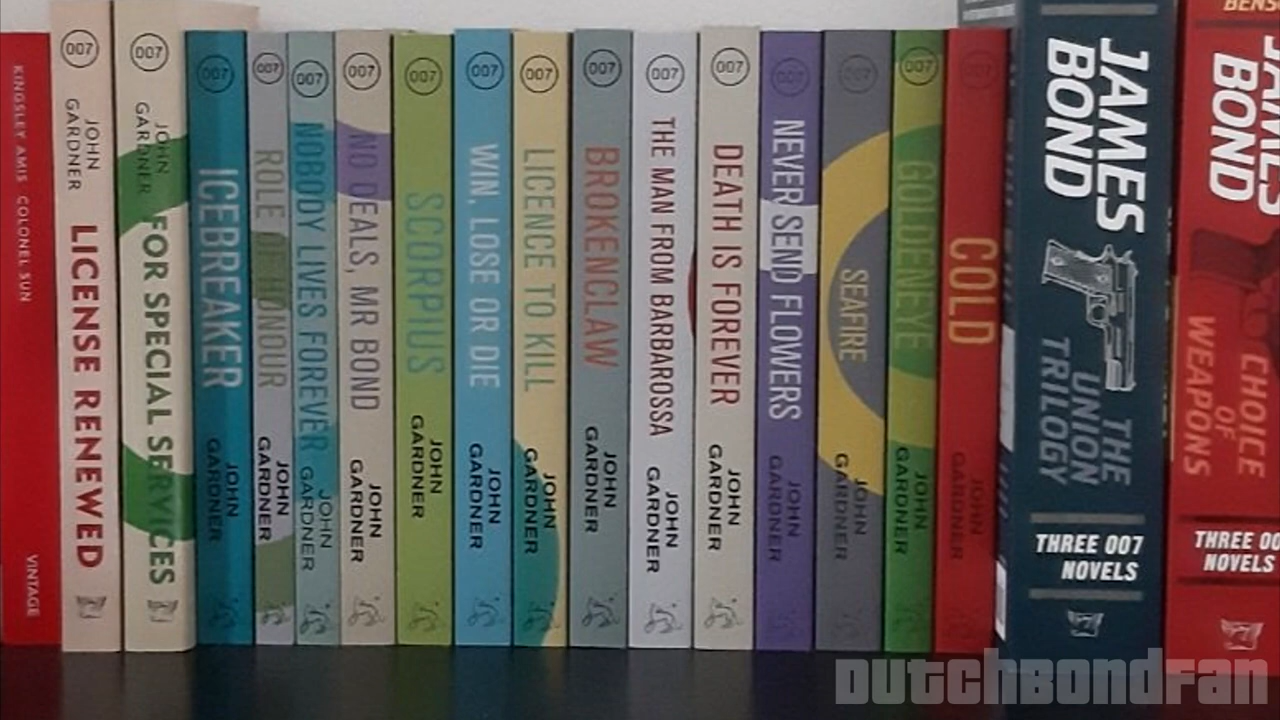 KINGSLEY AMIS COLONEL SUN
VINTAGE
007
JOHN
GARDNER
LICENSE RENEWED
007
JOHN
GARDNER
FOR SPECIAL SERVICES
007
ICEBREAKER
JOHN
GARDNER
007
ROLE OF HONOUR
JOHN
GARDNER
007
NOBODY LIVES FOREVER
JOHN
GARDNER
007
NO DEALS, MR BOND
JOHN
GARDNER
007
SCORPIUS
JOHN
GARDNER
007
WIN, LOSE OR DIE
JOHN
GARDNER
007
LICENCE TO KILL
JOHN
GARDNER
007
BROKENCLAW
JOHN
GARDNER
007
THE MAN FROM BARBAROSSA
JOHN
GARDNER
007
DEATH IS FOREVER
JOHN
GARDNER
007
NEVER SEND FLOWERS
JOHN
GARDNER
007
SEAFIRE
JOHN
GARDNER
007
GOLDENEYE
JOHN
GARDNER
007
COLD
JOHN
GARDNER
JAMES
BOND
THE
UNION
TRILOGY
THREE 007
NOVELS
JAMES
BOND
CHOICE
OF
WEAPONS
THREE 00
NOVELS
DUTCHBONDFAN